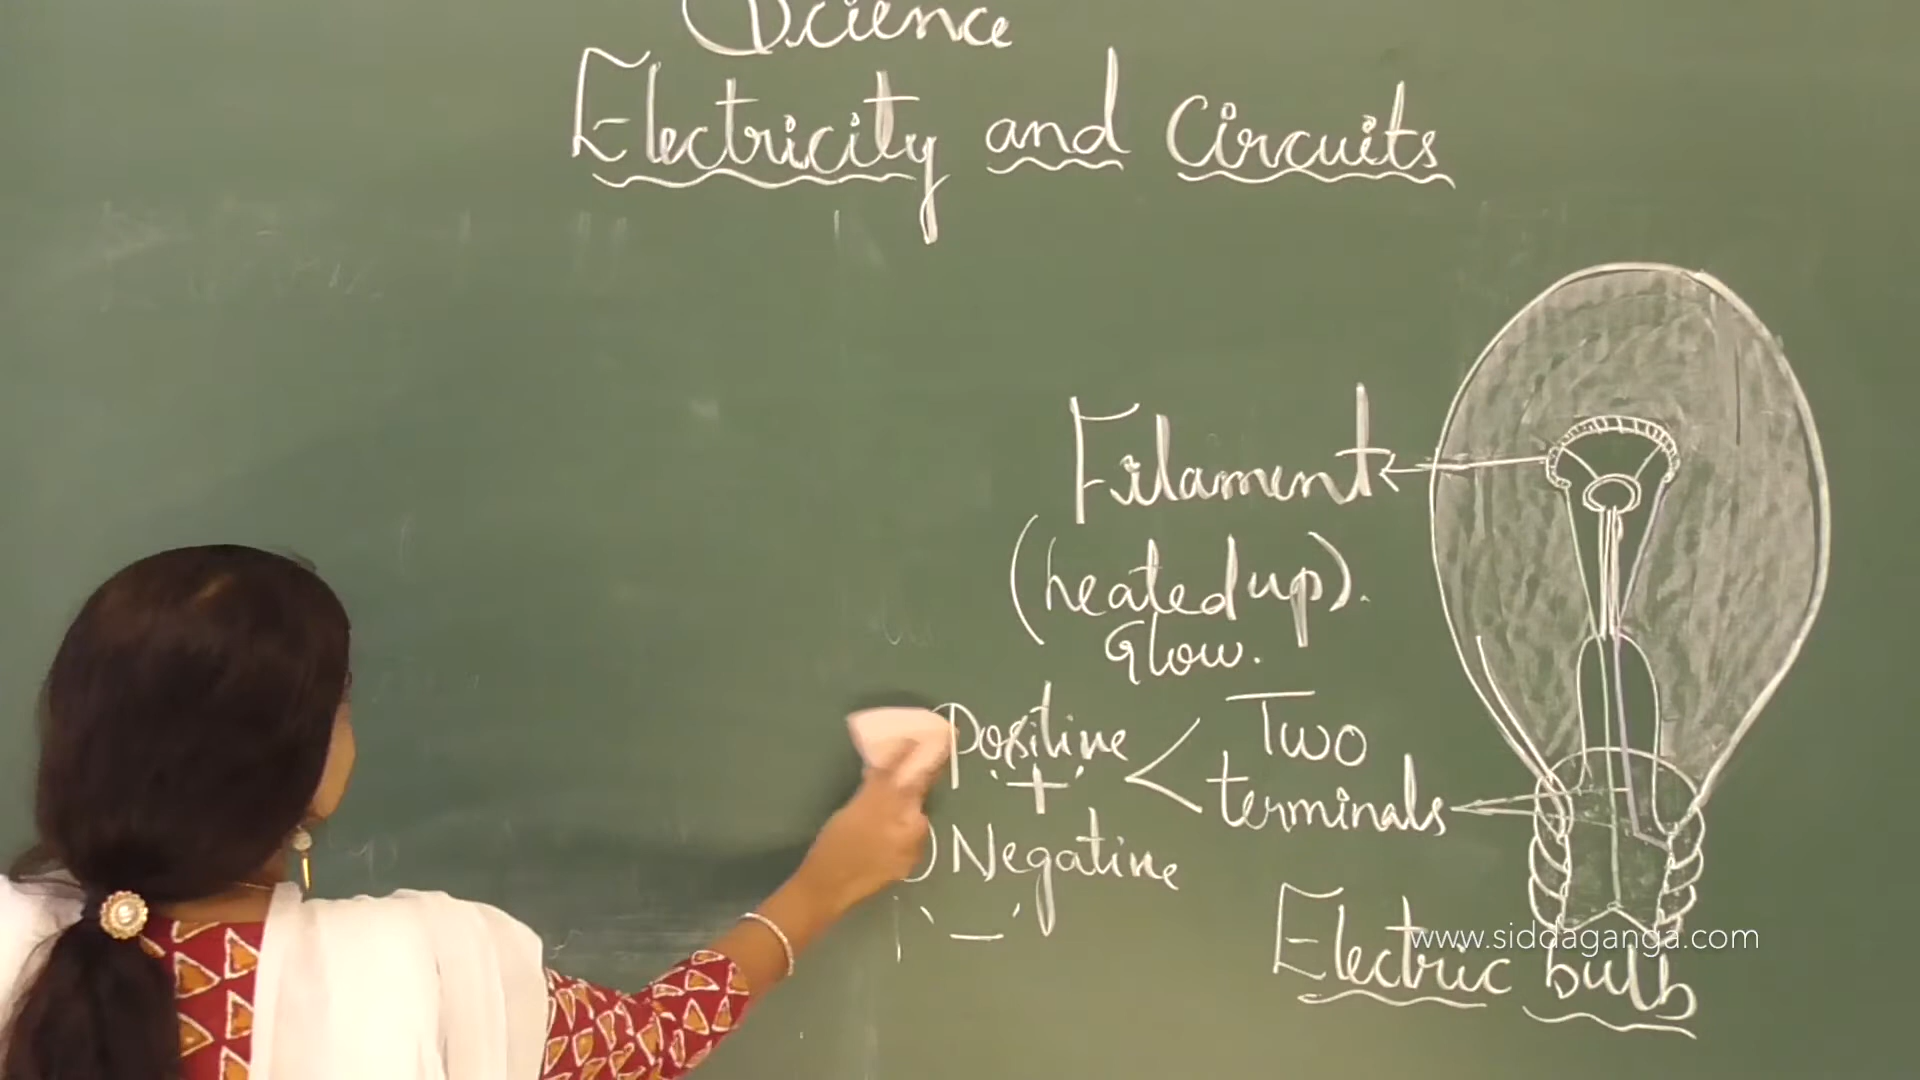 Science
Electricity and Circuits
Filament
(heated up).
Glow.
Positive
+
Two
terminals
Negative
-
Electric bulb
www.siddaganga.com